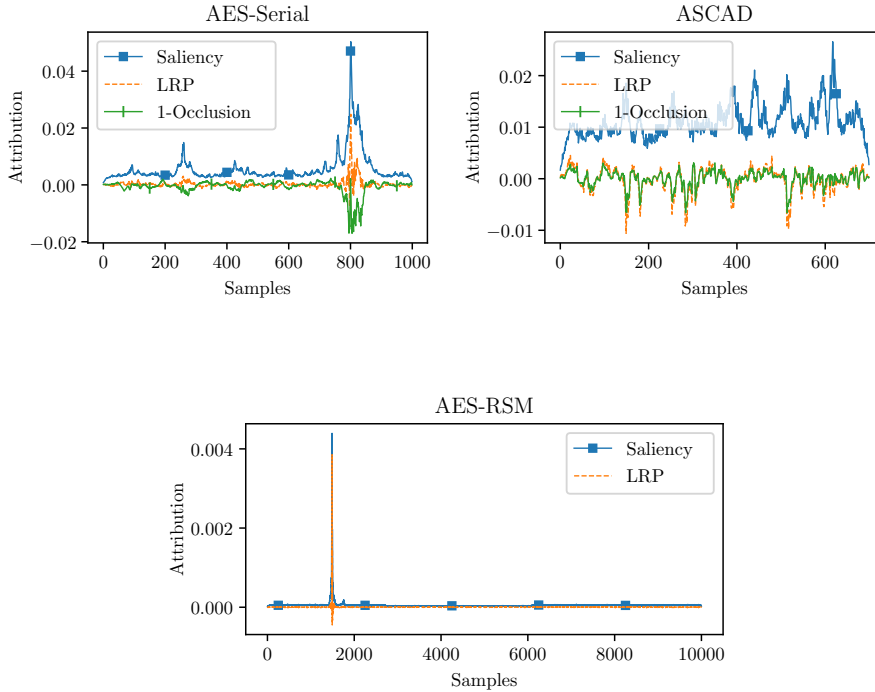 AES-Serial
Saliency
LRP
1-Occlusion
0.04
0.02
0.00
−0.02
Attribution
0 200 400 600 800 1000
Samples
ASCAD
Saliency
LRP
1-Occlusion
0.02
0.01
0.00
−0.01
Attribution
0 200 400 600
Samples
AES-RSM
Saliency
LRP
0.004
0.002
0.000
Attribution
0 2000 4000 6000 8000 10000
Samples